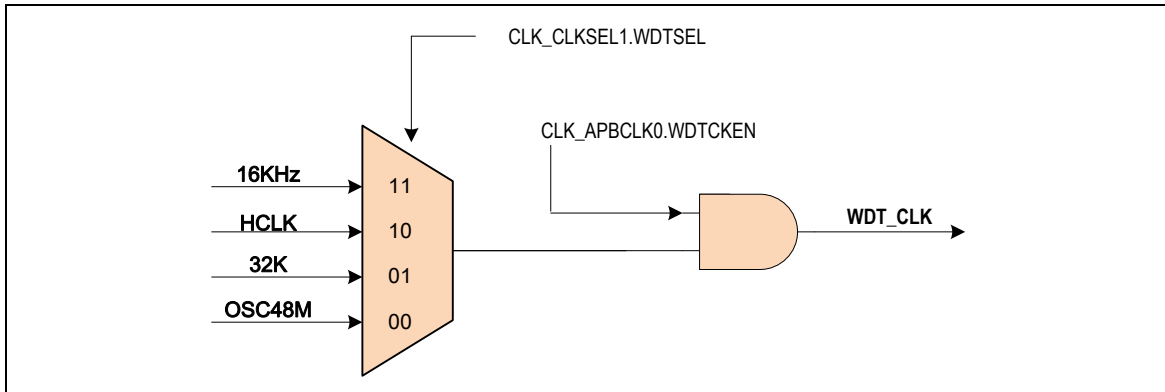 CLK_CLKSEL1.WDTSEL
CLK_APBCLK0.WDTCKEN
16KHz
11
HCLK
10
WDT_CLK
32K
01
OSC48M
00